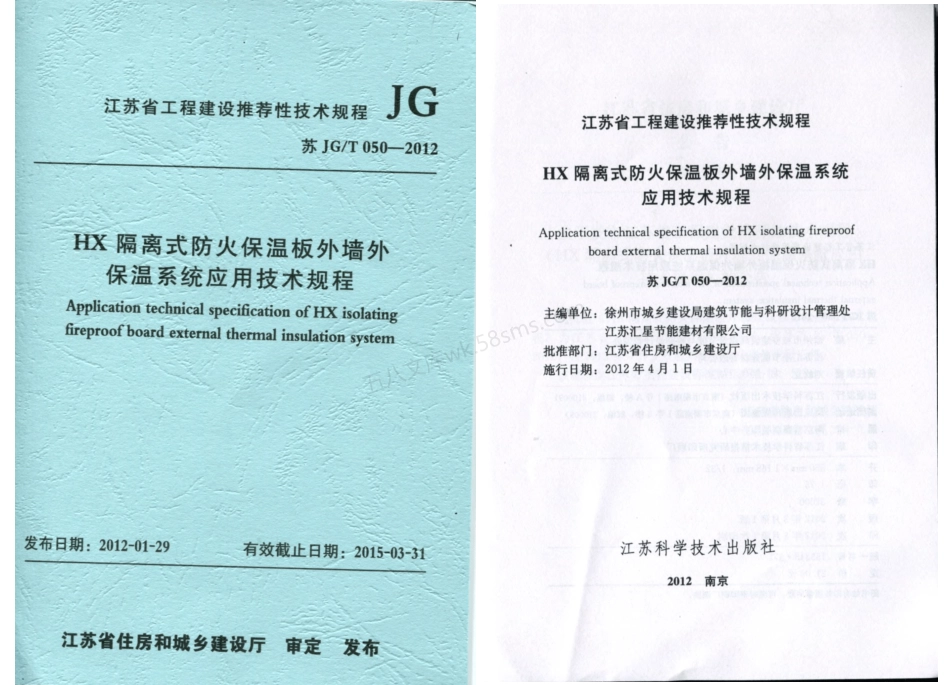 江苏省工程建设推荐性技术规程 JG
苏 JG/T 050—2012
HX 隔离式防火保温板外墙外
保温系统应用技术规程
Application technical specification of HX isolating
fireproof board external thermal insulation system
发布日期：2012-01-29 有效截止日期：2015-03-31
江苏省住房和城乡建设厅 审定 发布
江苏省工程建设推荐性技术规程
HX 隔离式防火保温板外墙外保温系统
应用技术规程
Application technical specification of HX isolating fireproof
board external thermal insulation system
苏 JG/T 050—2012
主编单位：徐州市城乡建设局建筑节能与科研设计管理处
江苏汇星节能建材有限公司
批准部门：江苏省住房和城乡建设厅
施行日期：2012 年 4 月 1 日
江苏科学技术出版社
2012 南京